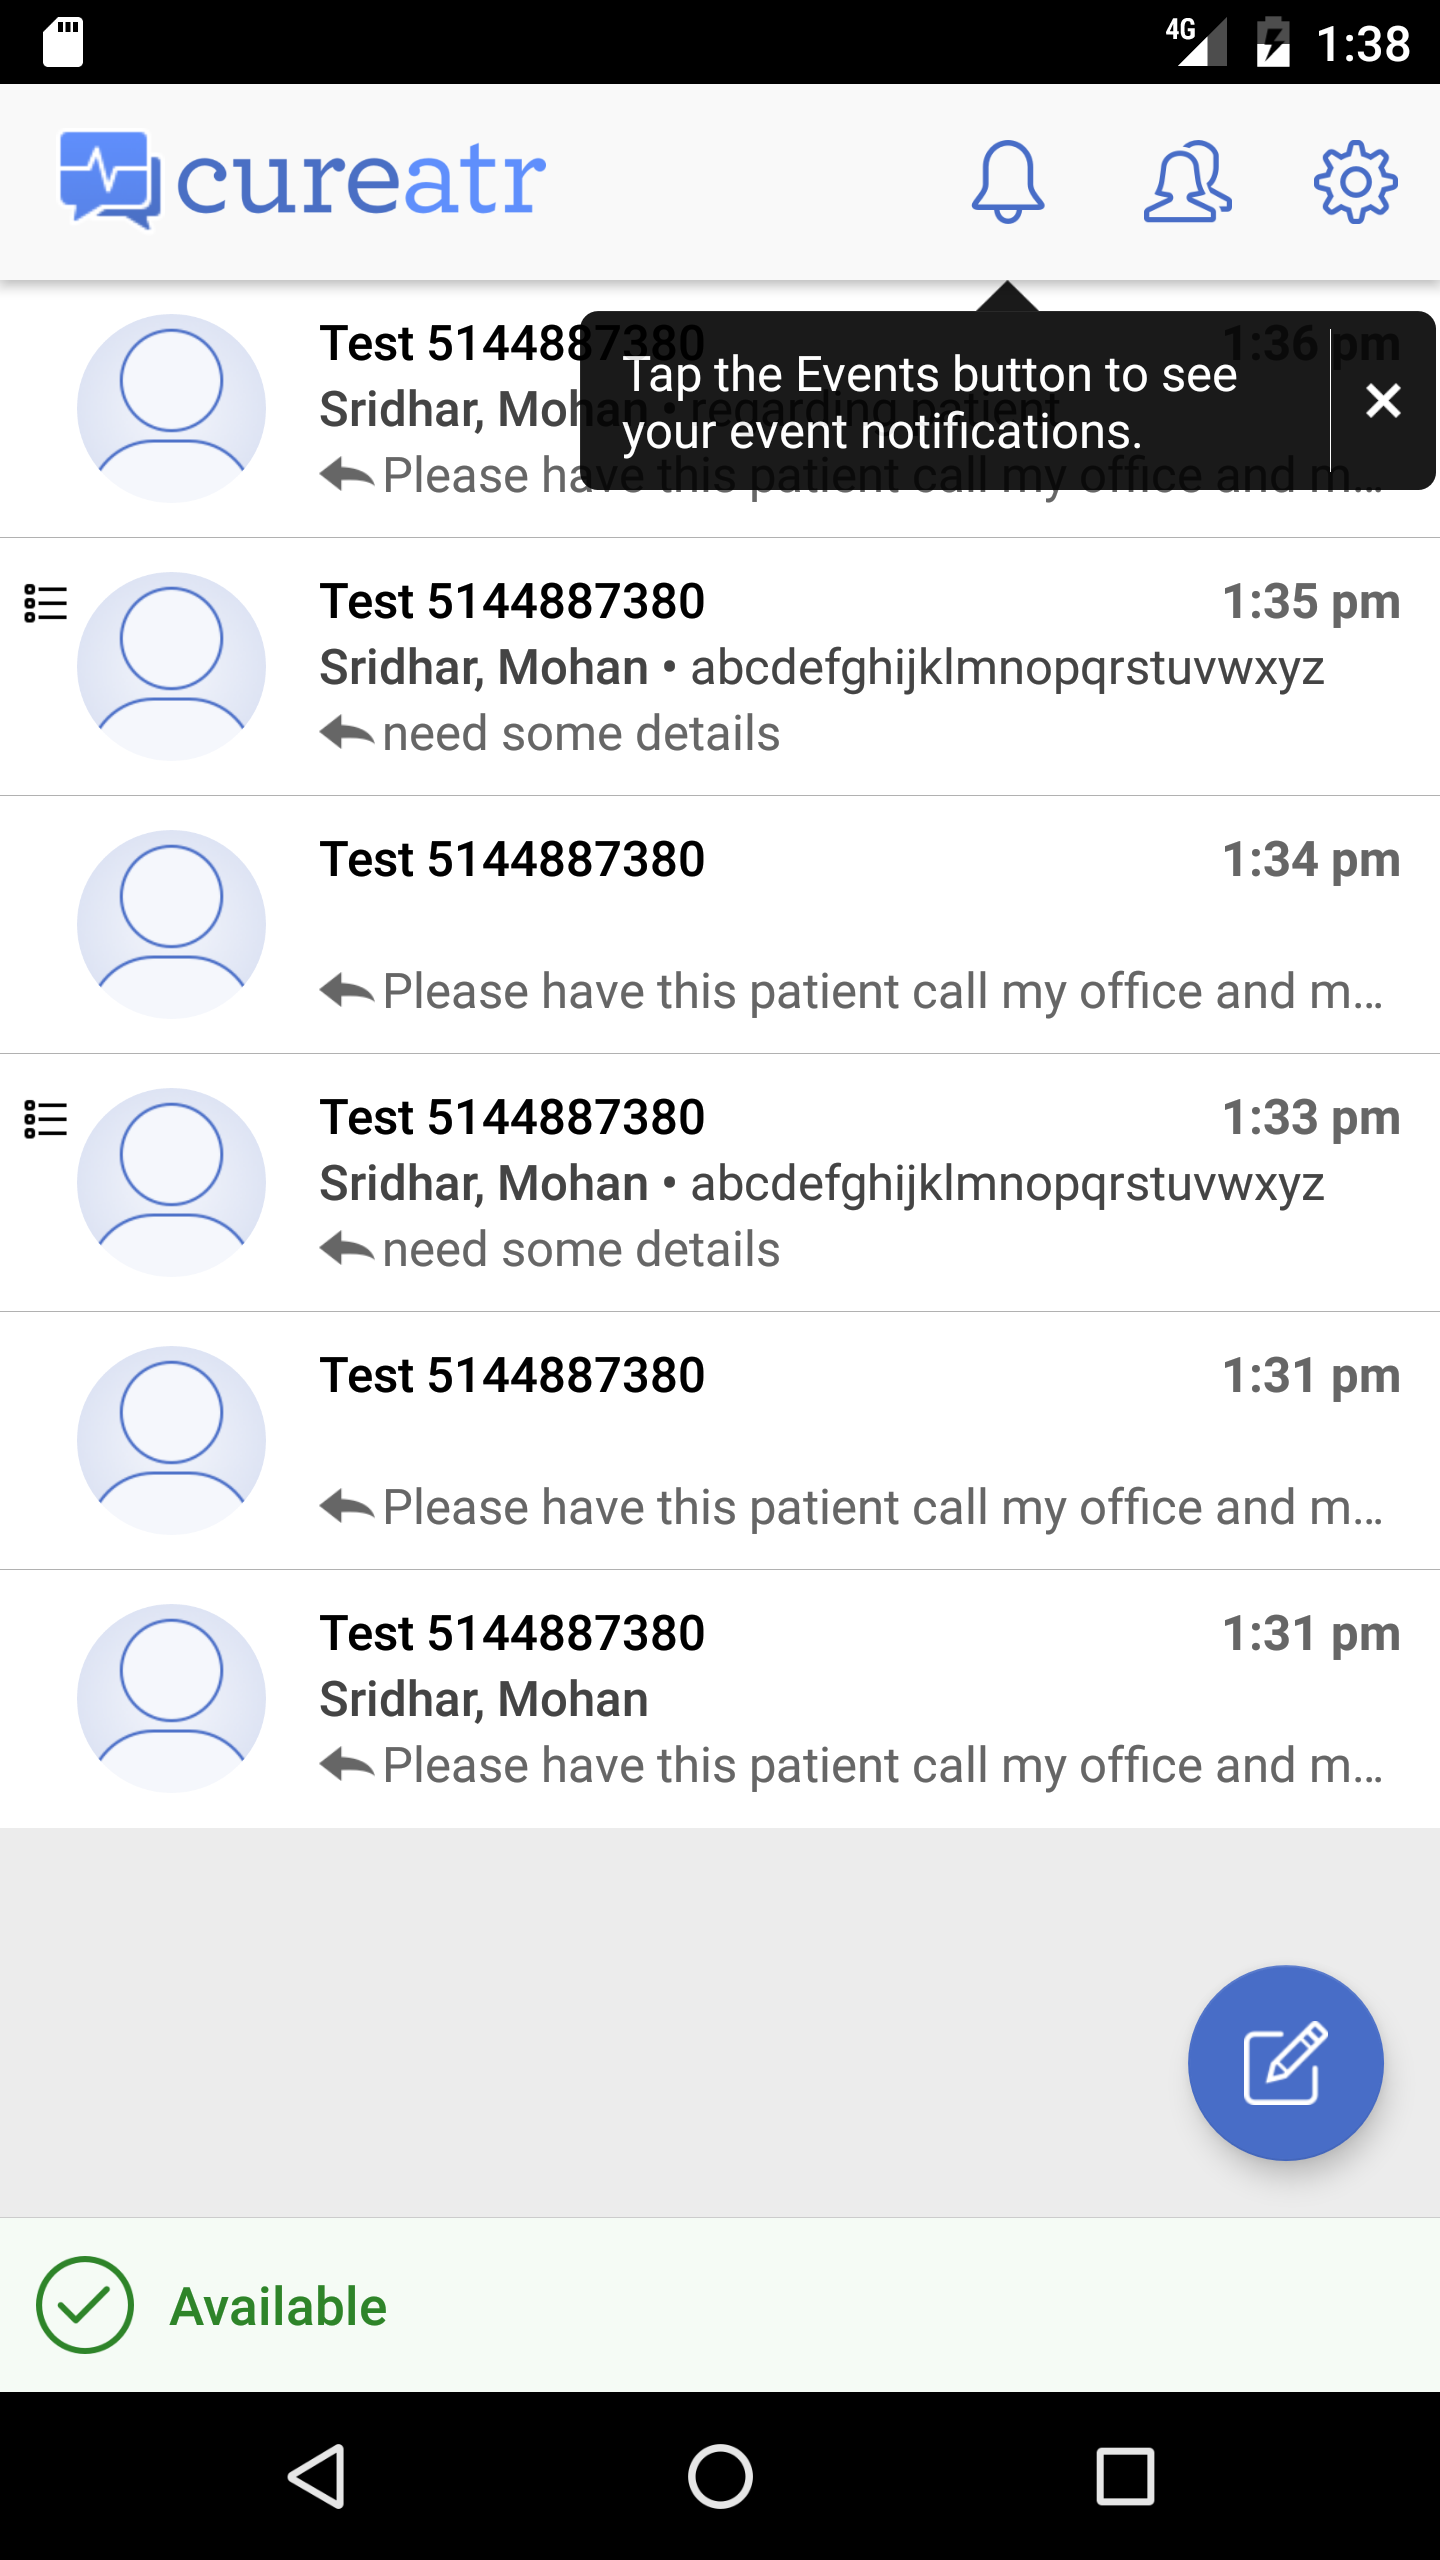 4G 1:38
cureatr
Test 5144887380 1:36 pm
Tap the Events button to see
your event notifications.
Sridhar, Mohan • regarding patient
Please have this patient call my office and m...
Test 5144887380 1:35 pm
Sridhar, Mohan • abcdefghijklmnopqrstuvwxyz
need some details
Test 5144887380 1:34 pm
Please have this patient call my office and m...
Test 5144887380 1:33 pm
Sridhar, Mohan • abcdefghijklmnopqrstuvwxyz
need some details
Test 5144887380 1:31 pm
Please have this patient call my office and m...
Test 5144887380 1:31 pm
Sridhar, Mohan
Please have this patient call my office and m...
Available